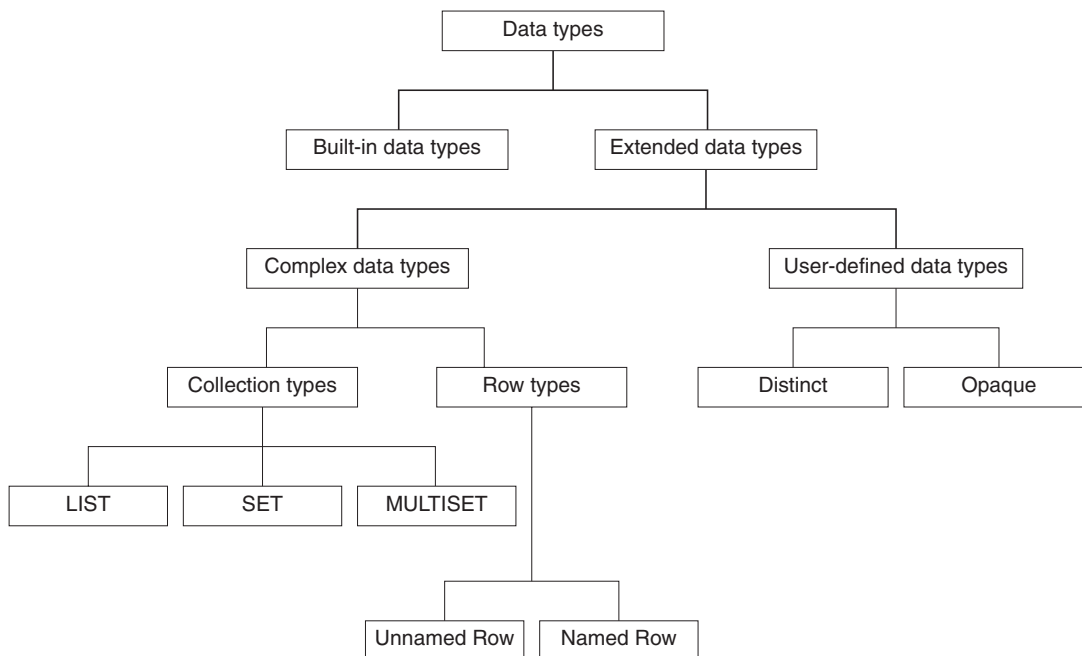 Data types
Built-in data types
Extended data types
Complex data types
User-defined data types
Collection types
Row types
Distinct
Opaque
LIST
SET
MULTISET
Unnamed Row
Named Row